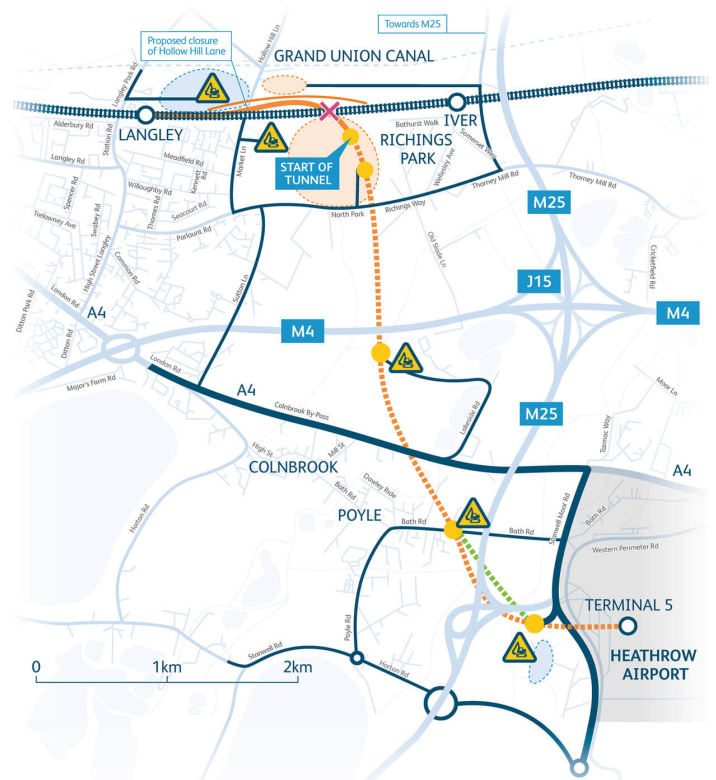 Towards M25
Proposed closure
of Hollow Hill Lane
Hollow Hill Ln
GRAND UNION CANAL
Langley Park Rd
LANGLEY
IVER
Alderbury Rd
Station Rd
Bathurst Walk
Somerset Walk
RICHINGS
PARK
Langley Rd
Meadfield Rd
Market Ln
START OF
TUNNEL
Wellesley Ave
Thorney Mill Rd
Thorney Mill Rd
Spencer Rd
Willoughby Rd
Kennett Rd
Thames Rd
Seacourt Rd
Trelawney Ave
Swabey Rd
North Park
Richings Way
M25
High Street Langley
Parlaunt Rd
Old Slade Ln
Cricketfield Rd
Common Rd
Sutton Ln
J15
Ditton Park Rd
London Rd
A4
M4
M4
Ditton Rd
London Rd
Major's Farm Rd
A4
Moor Ln
Colnbrook By-Pass
Lakeside Rd
M25
Tarmac Way
High St
Mill St
COLNBROOK
A4
Bath Rd
Dowley Ride
Horton Rd
POYLE
Stanwell Moor Rd
Bath Rd
Bath Rd
Bath Rd
Western Perimeter Rd
TERMINAL 5
Poyle Rd
Stanwell Rd
HEATHROW
AIRPORT
0 1km 2km
Horton Rd